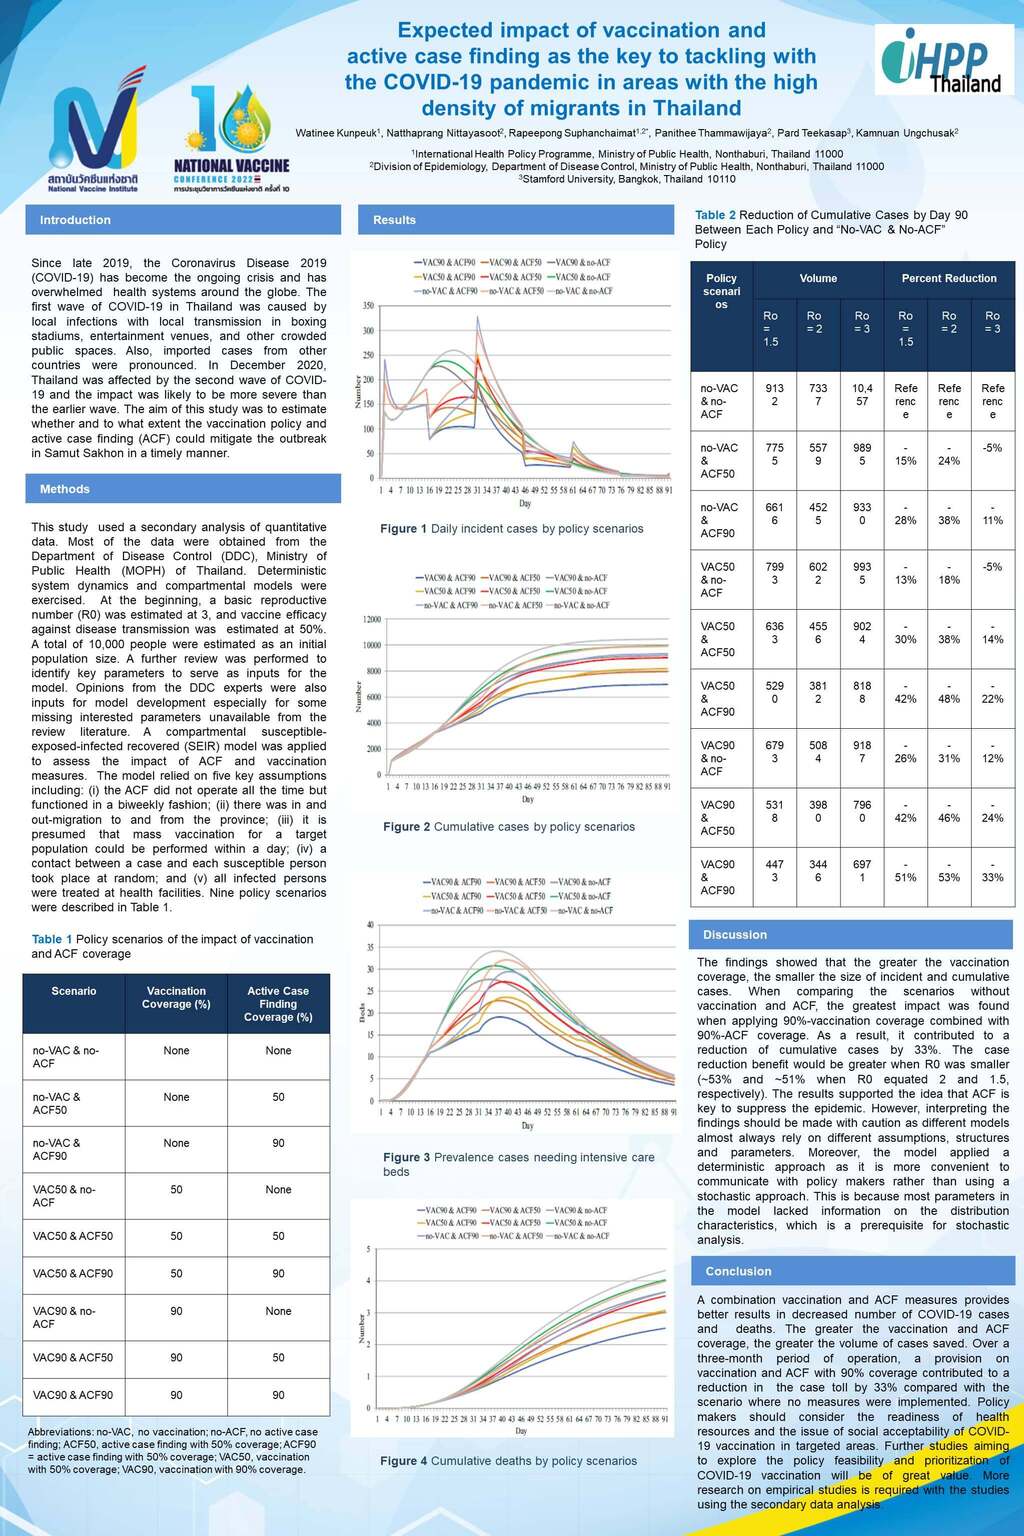 Expected impact of vaccination and
active case finding as the key to tackling with
the COVID-19 pandemic in areas with the high
density of migrants in Thailand
iHPP
Thailand
สถาบันวัคซีนแห่งชาติ
National Vaccine Institute
NATIONAL VACCINE
CONFERENCE 2022
การประชุมวิชาการวัคซีนแห่งชาติ ครั้งที่ 10
Watinee Kunpeuk1, Natthaprang Nittayasoot2, Rapeepong Suphanchaimat1,2*, Panithee Thammawijaya2, Pard Teekasap3, Kamnuan Ungchusak2
1International Health Policy Programme, Ministry of Public Health, Nonthaburi, Thailand 11000
2Division of Epidemiology, Department of Disease Control, Ministry of Public Health, Nonthaburi, Thailand 11000
3Stamford University, Bangkok, Thailand 10110
Introduction
Since late 2019, the Coronavirus Disease 2019
(COVID-19) has become the ongoing crisis and has
overwhelmed health systems around the globe. The
first wave of COVID-19 in Thailand was caused by
local infections with local transmission in boxing
stadiums, entertainment venues, and other crowded
public spaces. Also, imported cases from other
countries were pronounced. In December 2020,
Thailand was affected by the second wave of COVID-
19 and the impact was likely to be more severe than
the earlier wave. The aim of this study was to estimate
whether and to what extent the vaccination policy and
active case finding (ACF) could mitigate the outbreak
in Samut Sakhon in a timely manner.
Methods
This study used a secondary analysis of quantitative
data. Most of the data were obtained from the
Department of Disease Control (DDC), Ministry of
Public Health (MOPH) of Thailand. Deterministic
system dynamics and compartmental models were
exercised. At the beginning, a basic reproductive
number (R0) was estimated at 3, and vaccine efficacy
against disease transmission was estimated at 50%.
A total of 10,000 people were estimated as an initial
population size. A further review was performed to
identify key parameters to serve as inputs for the
model. Opinions from the DDC experts were also
inputs for model development especially for some
missing interested parameters unavailable from the
review literature. A compartmental susceptible-
exposed-infected recovered (SEIR) model was applied
to assess the impact of ACF and vaccination
measures. The model relied on five key assumptions
including: (i) the ACF did not operate all the time but
functioned in a biweekly fashion; (ii) there was in and
out-migration to and from the province; (iii) it is
presumed that mass vaccination for a target
population could be performed within a day; (iv) a
contact between a case and each susceptible person
took place at random; and (v) all infected persons
were treated at health facilities. Nine policy scenarios
were described in Table 1.
Table 1 Policy scenarios of the impact of vaccination
and ACF coverage
Scenario Vaccination Coverage (%) Active Case Finding Coverage (%)
no-VAC & no-ACF None None
no-VAC & ACF50 None 50
no-VAC & ACF90 None 90
VAC50 & no-ACF 50 None
VAC50 & ACF50 50 50
VAC50 & ACF90 50 90
VAC90 & no-ACF 90 None
VAC90 & ACF50 90 50
VAC90 & ACF90 90 90
Abbreviations: no-VAC, no vaccination; no-ACF, no active case
finding; ACF50, active case finding with 50% coverage; ACF90
= active case finding with 50% coverage; VAC50, vaccination
with 50% coverage; VAC90, vaccination with 90% coverage.
Results
VAC90 & ACF90 VAC90 & ACF50 VAC90 & no-ACF
VAC50 & ACF90 VAC50 & ACF50 VAC50 & no-ACF
no-VAC & ACF90 no-VAC & ACF50 no-VAC & no-ACF
350
300
250
200
150
100
50
0
Number
1 4 7 10 13 16 19 22 25 28 31 34 37 40 43 46 49 52 55 58 61 64 67 70 73 76 79 82 85 88 91
Day
Figure 1 Daily incident cases by policy scenarios
VAC90 & ACF90 VAC90 & ACF50 VAC90 & no-ACF
VAC50 & ACF90 VAC50 & ACF50 VAC50 & no-ACF
no-VAC & ACF90 no-VAC & ACF50 no-VAC & no-ACF
12000
10000
8000
6000
4000
2000
0
Number
1 4 7 10 13 16 19 22 25 28 31 34 37 40 43 46 49 52 55 58 61 64 67 70 73 76 79 82 85 88 91
Day
Figure 2 Cumulative cases by policy scenarios
VAC90 & ACF90 VAC90 & ACF50 VAC90 & no-ACF
VAC50 & ACF90 VAC50 & ACF50 VAC50 & no-ACF
no-VAC & ACF90 no-VAC & ACF50 no-VAC & no-ACF
40
35
30
25
20
15
10
5
0
Beds
1 4 7 10 13 16 19 22 25 28 31 34 37 40 43 46 49 52 55 58 61 64 67 70 73 76 79 82 85 88 91
Day
Figure 3 Prevalence cases needing intensive care
beds
VAC90 & ACF90 VAC90 & ACF50 VAC90 & no-ACF
VAC50 & ACF90 VAC50 & ACF50 VAC50 & no-ACF
no-VAC & ACF90 no-VAC & ACF50 no-VAC & no-ACF
5
4
3
2
1
0
Number
1 4 7 10 13 16 19 22 25 28 31 34 37 40 43 46 49 52 55 58 61 64 67 70 73 76 79 82 85 88 91
Day
Figure 4 Cumulative deaths by policy scenarios
Table 2 Reduction of Cumulative Cases by Day 90
Between Each Policy and “No-VAC & No-ACF”
Policy
Policy scenarios Volume Percent Reduction
Ro = 1.5 Ro = 2 Ro = 3 Ro = 1.5 Ro = 2 Ro = 3
no-VAC & no-ACF 9132 7337 10,457 Reference Reference Reference
no-VAC & ACF50 7755 5579 9895 -15% -24% -5%
no-VAC & ACF90 6616 4525 9330 -28% -38% -11%
VAC50 & no-ACF 7993 6022 9935 -13% -18% -5%
VAC50 & ACF50 6363 4556 9024 -30% -38% -14%
VAC50 & ACF90 5290 3812 8188 -42% -48% -22%
VAC90 & no-ACF 6793 5084 9187 -26% -31% -12%
VAC90 & ACF50 5318 3980 7960 -42% -46% -24%
VAC90 & ACF90 4473 3446 6971 -51% -53% -33%
Discussion
The findings showed that the greater the vaccination
coverage, the smaller the size of incident and cumulative
cases. When comparing the scenarios without
vaccination and ACF, the greatest impact was found
when applying 90%-vaccination coverage combined with
90%-ACF coverage. As a result, it contributed to a
reduction of cumulative cases by 33%. The case
reduction benefit would be greater when R0 was smaller
(~53% and ~51% when R0 equated 2 and 1.5,
respectively). The results supported the idea that ACF is
key to suppress the epidemic. However, interpreting the
findings should be made with caution as different models
almost always rely on different assumptions, structures
and parameters. Moreover, the model applied a
deterministic approach as it is more convenient to
communicate with policy makers rather than using a
stochastic approach. This is because most parameters in
the model lacked information on the distribution
characteristics, which is a prerequisite for stochastic
analysis.
Conclusion
A combination vaccination and ACF measures provides
better results in decreased number of COVID-19 cases
and deaths. The greater the vaccination and ACF
coverage, the greater the volume of cases saved. Over a
three-month period of operation, a provision on
vaccination and ACF with 90% coverage contributed to a
reduction in the case toll by 33% compared with the
scenario where no measures were implemented. Policy
makers should consider the readiness of health
resources and the issue of social acceptability of COVID-
19 vaccination in targeted areas. Further studies aiming
to explore the policy feasibility and prioritization of
COVID-19 vaccination will be of great value. More
research on empirical studies is required with the studies
using the secondary data analysis.